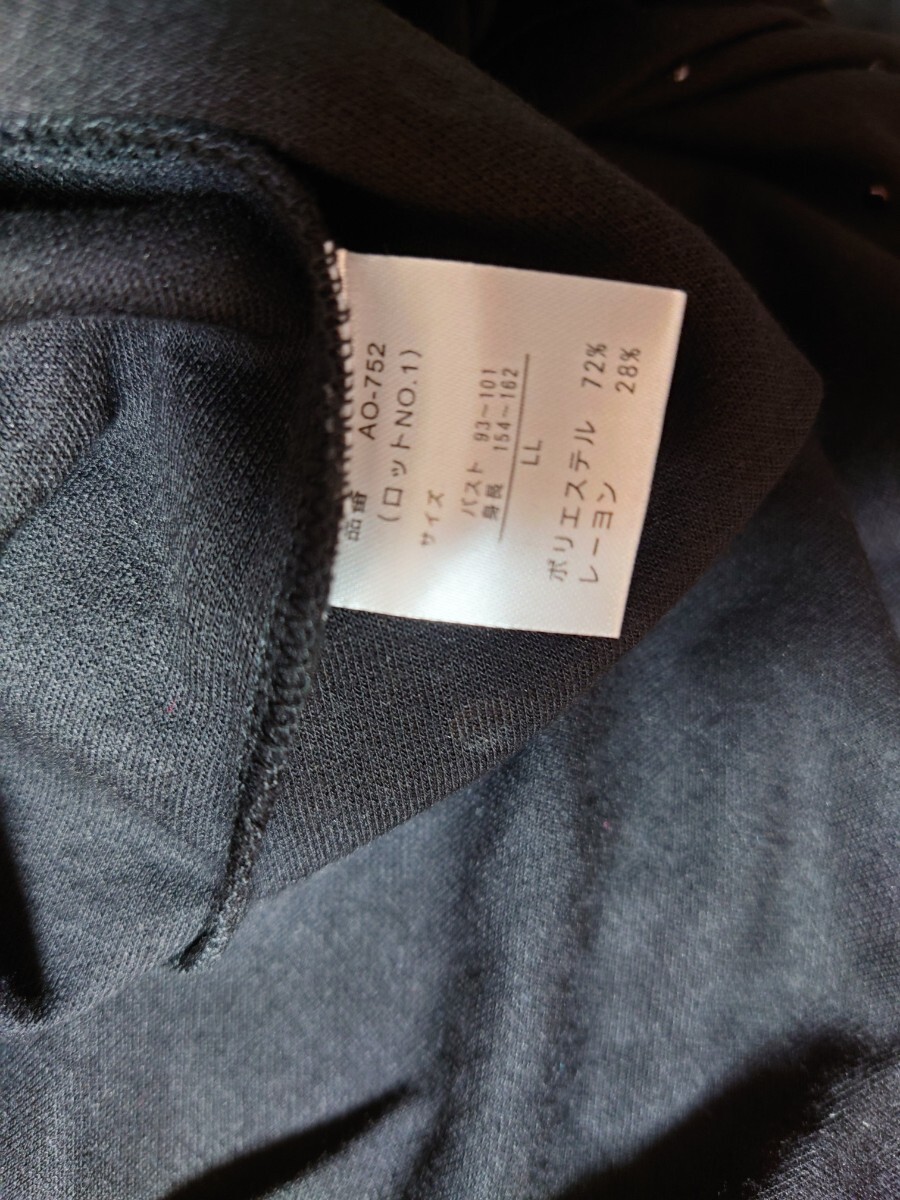 品番 AO-752
(ロットNO.1)
サイズ
バスト 93~101
身長 154~162
LL
ポリエステル 72%
レーヨン 28%